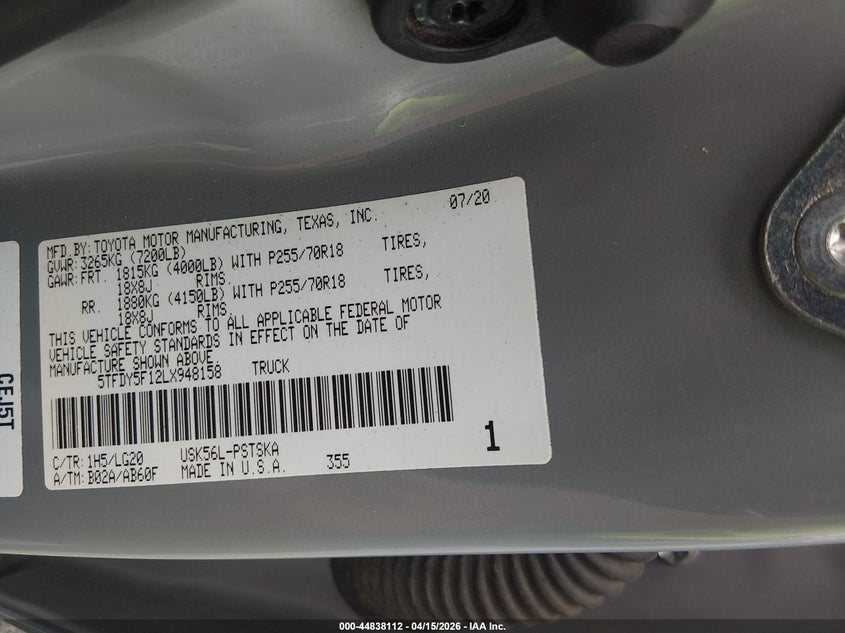 07/20
MFD.BY:TOYOTA MOTOR MANUFACTURING, TEXAS, INC.
GVWR:3265KG (7200LB)
GAWR:FRT. 1815KG (4000LB) WITH P255/70R18 TIRES,
18X8J RIMS.
RR. 1880KG (4150LB) WITH P255/70R18 TIRES,
18X8J RIMS.
THIS VEHICLE CONFORMS TO ALL APPLICABLE FEDERAL MOTOR
VEHICLE SAFETY STANDARDS IN EFFECT ON THE DATE OF
MANUFACTURE SHOWN ABOVE.
5TFDY5F12LX948158 TRUCK
C/TR:1H5/LG20 USK56L-PSTSKA
A/TM:B02A/AB60F MADE IN U.S.A. 355
1
CEJ5T
000-44838112 - 04/15/2026 - IAA Inc.